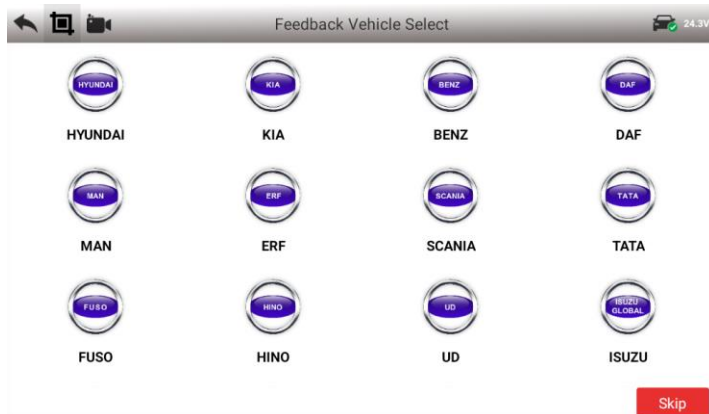 Feedback Vehicle Select
24.3V
HYUNDAI KIA BENZ DAF
HYUNDAI KIA BENZ DAF
MAN ERF SCANIA TATA
MAN ERF SCANIA TATA
FUSO HINO UD ISUZU GLOBAL
FUSO HINO UD ISUZU
Skip